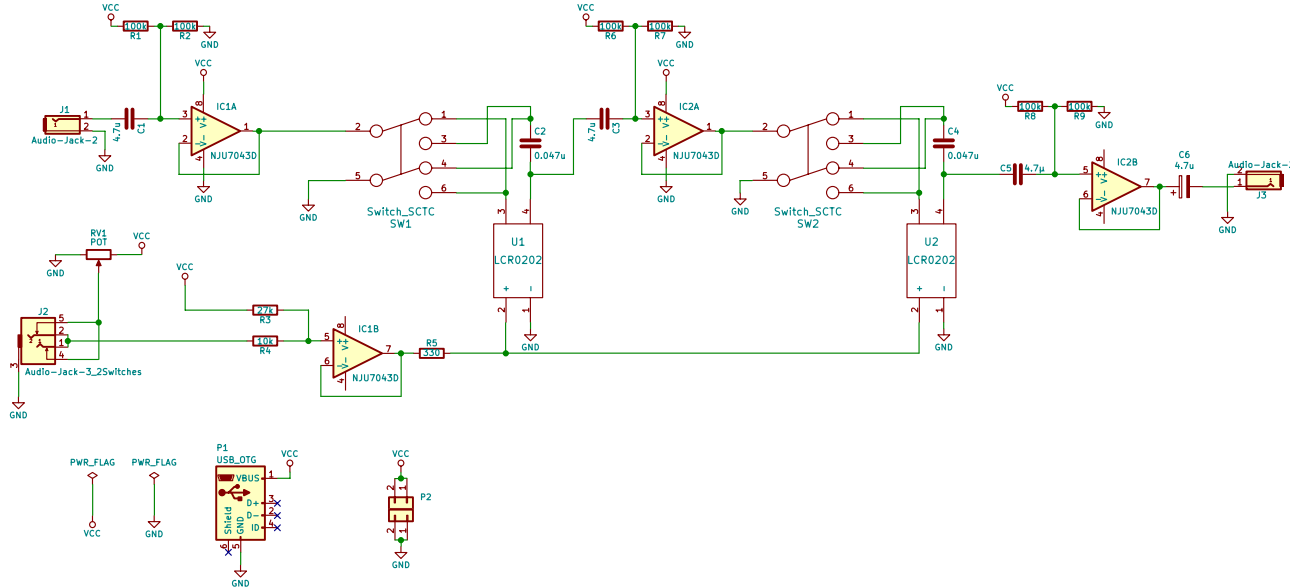 VCC
100k
R1
100k
R2
GND
VCC
J1
1
2
Audio-Jack-2
GND
4.7u
C1
IC1A
8
V+
+
3
1
2
-
V-
4
NJU7043D
GND
2
5
1
3
4
6
GND
Switch_SCTC
SW1
C2
0.047u
3
4
U1
LCR0202
+
-
2
1
GND
VCC
100k
R6
100k
R7
GND
VCC
4.7u
C3
IC2A
8
V+
+
3
1
2
-
V-
4
NJU7043D
GND
2
5
1
3
4
6
GND
Switch_SCTC
SW2
C4
0.047u
3
4
U2
LCR0202
+
-
2
1
GND
VCC
100k
R8
100k
R9
GND
C5
4.7µ
IC2B
8
V+
+
5
7
6
-
V-
4
NJU7043D
C6
4.7u
+
Audio-Jack-
2
1
J3
GND
RV1
POT
VCC
GND
J2
5
2
1
4
3
Audio-Jack-3_2Switches
GND
VCC
27k
R3
10k
R4
IC1B
8
V+
+
5
7
6
-
V-
4
NJU7043D
R5
330
PWR_FLAG
VCC
PWR_FLAG
GND
P1
USB_OTG
VCC
VBUS
1
D+
3
D-
2
ID
4
Shield
GND
6
5
GND
VCC
2
1
P2
2
1
GND